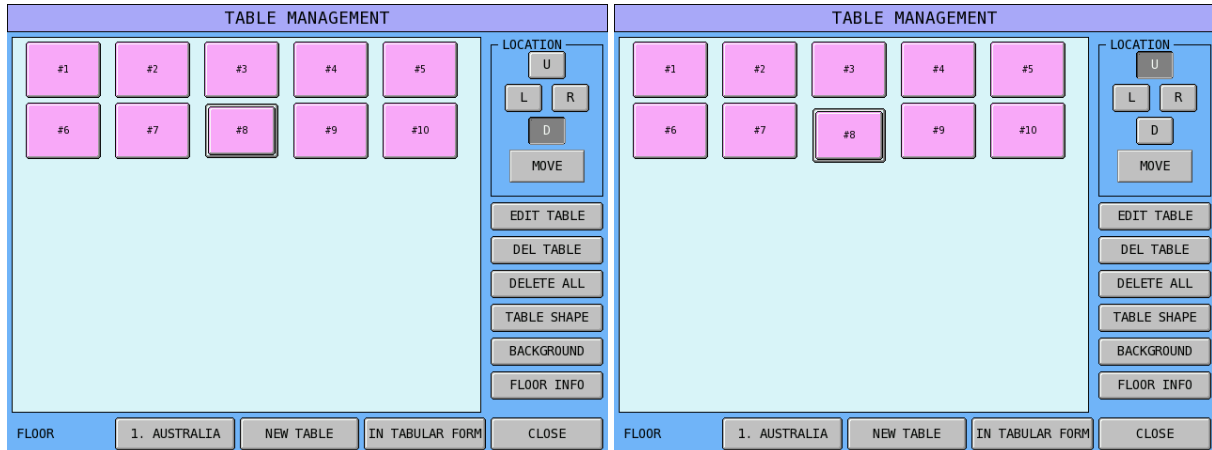 TABLE MANAGEMENT
#1 #2 #3 #4 #5
#6 #7 #8 #9 #10
LOCATION
U
L R
D
MOVE
EDIT TABLE
DEL TABLE
DELETE ALL
TABLE SHAPE
BACKGROUND
FLOOR INFO
FLOOR 1. AUSTRALIA NEW TABLE IN TABULAR FORM CLOSE
TABLE MANAGEMENT
#1 #2 #3 #4 #5
#6 #7 #8 #9 #10
LOCATION
U
L R
D
MOVE
EDIT TABLE
DEL TABLE
DELETE ALL
TABLE SHAPE
BACKGROUND
FLOOR INFO
FLOOR 1. AUSTRALIA NEW TABLE IN TABULAR FORM CLOSE